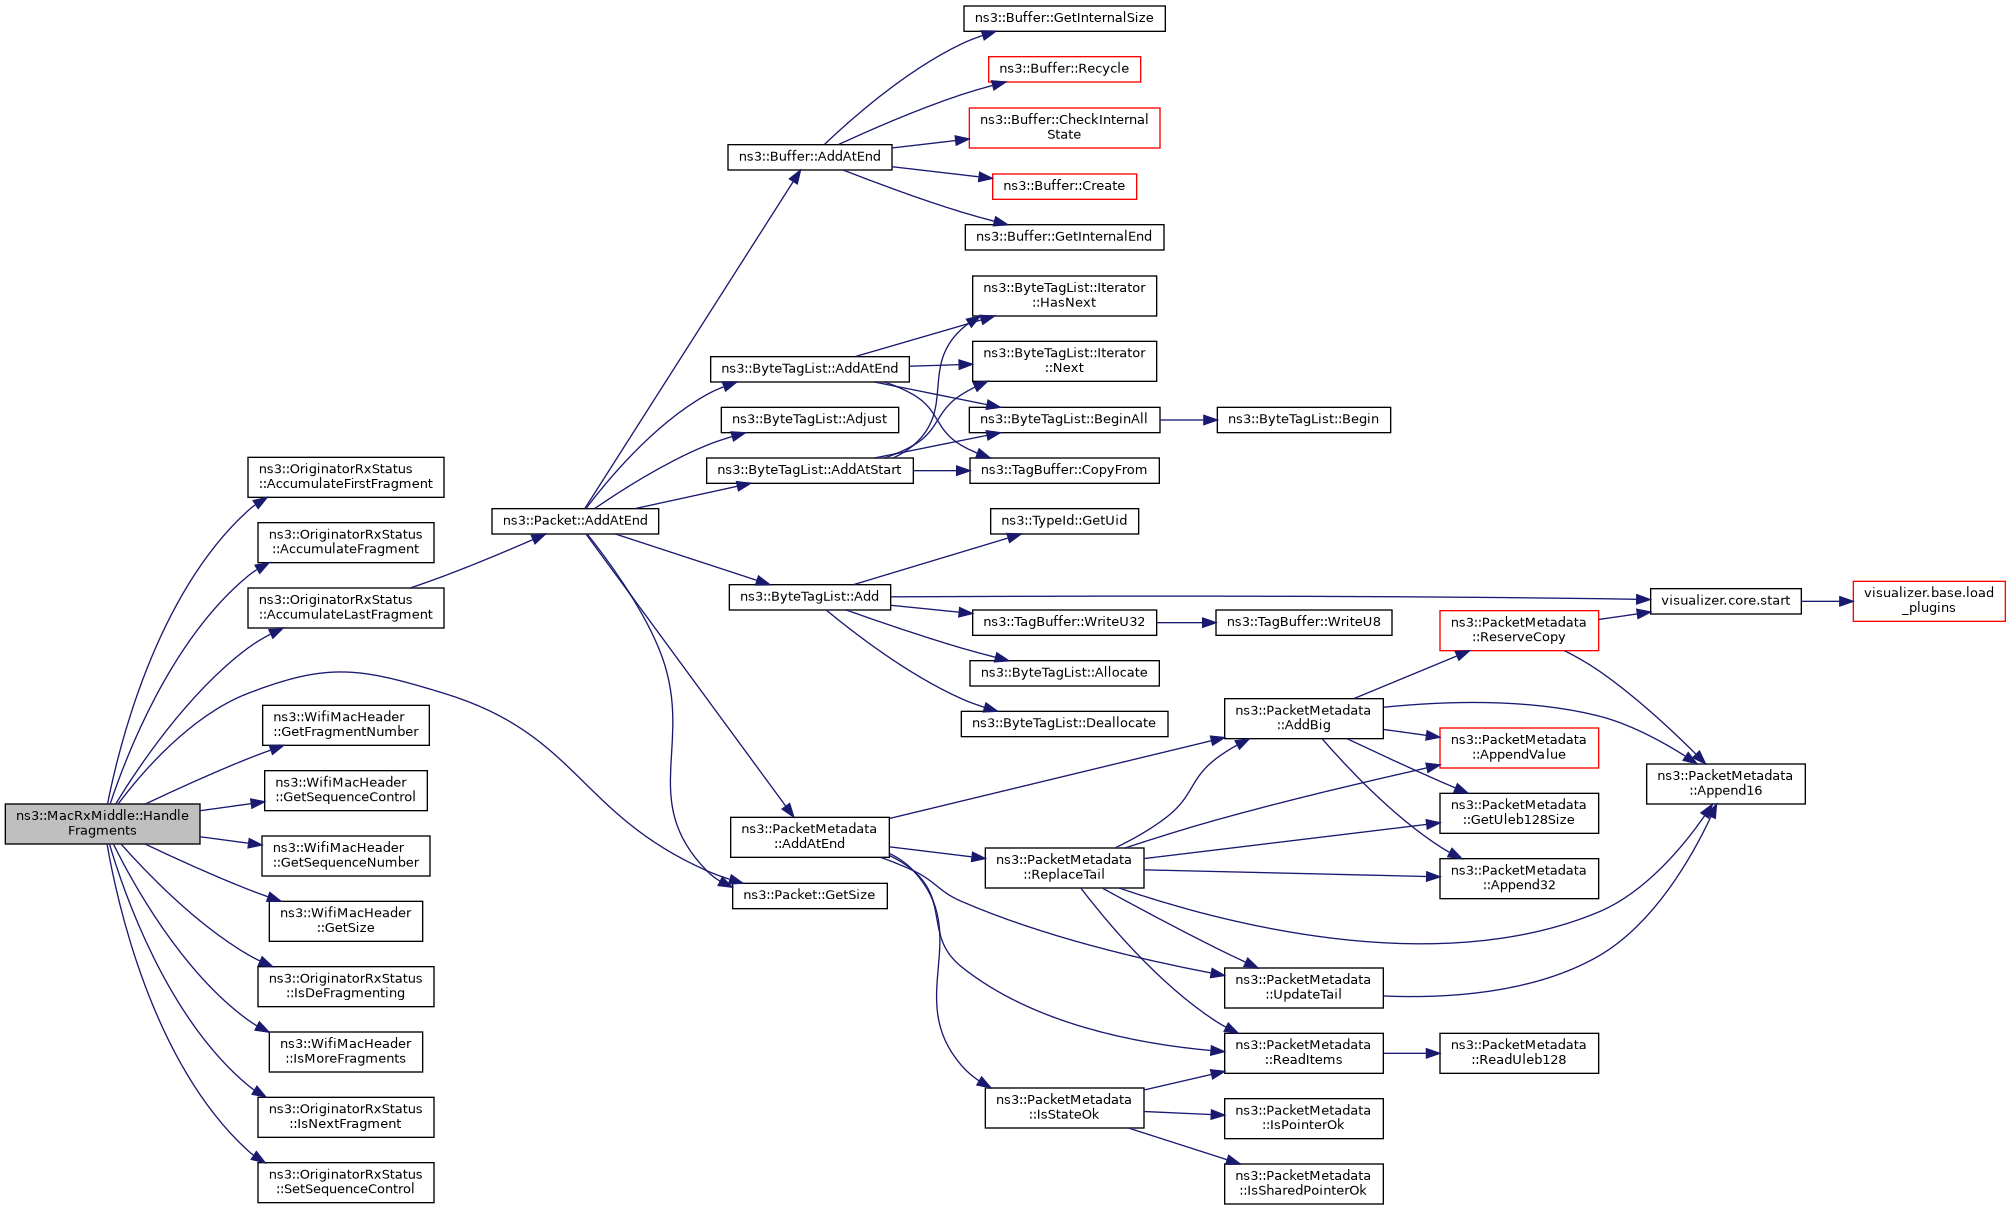 ns3::MacRxMiddle::Handle
Fragments
ns3::OriginatorRxStatus
::AccumulateFirstFragment
ns3::OriginatorRxStatus
::AccumulateFragment
ns3::OriginatorRxStatus
::AccumulateLastFragment
ns3::WifiMacHeader
::GetFragmentNumber
ns3::WifiMacHeader
::GetSequenceControl
ns3::WifiMacHeader
::GetSequenceNumber
ns3::WifiMacHeader
::GetSize
ns3::OriginatorRxStatus
::IsDeFragmenting
ns3::WifiMacHeader
::IsMoreFragments
ns3::OriginatorRxStatus
::IsNextFragment
ns3::OriginatorRxStatus
::SetSequenceControl
ns3::Packet::AddAtEnd
ns3::Buffer::AddAtEnd
ns3::ByteTagList::AddAtEnd
ns3::ByteTagList::Adjust
ns3::ByteTagList::AddAtStart
ns3::ByteTagList::Add
ns3::PacketMetadata
::AddAtEnd
ns3::Packet::GetSize
ns3::Buffer::GetInternalSize
ns3::Buffer::Recycle
ns3::Buffer::CheckInternal
State
ns3::Buffer::Create
ns3::Buffer::GetInternalEnd
ns3::ByteTagList::Iterator
::HasNext
ns3::ByteTagList::Iterator
::Next
ns3::ByteTagList::BeginAll
ns3::TagBuffer::CopyFrom
ns3::TypeId::GetUid
ns3::TagBuffer::WriteU32
ns3::ByteTagList::Allocate
ns3::ByteTagList::Deallocate
ns3::PacketMetadata
::ReplaceTail
ns3::PacketMetadata
::IsStateOk
ns3::ByteTagList::Begin
ns3::TagBuffer::WriteU8
ns3::PacketMetadata
::AddBig
ns3::PacketMetadata
::UpdateTail
ns3::PacketMetadata
::ReadItems
ns3::PacketMetadata
::IsPointerOk
ns3::PacketMetadata
::IsSharedPointerOk
ns3::PacketMetadata
::ReserveCopy
ns3::PacketMetadata
::AppendValue
ns3::PacketMetadata
::GetUleb128Size
ns3::PacketMetadata
::Append32
ns3::PacketMetadata
::ReadUleb128
visualizer.core.start
ns3::PacketMetadata
::Append16
visualizer.base.load
_plugins